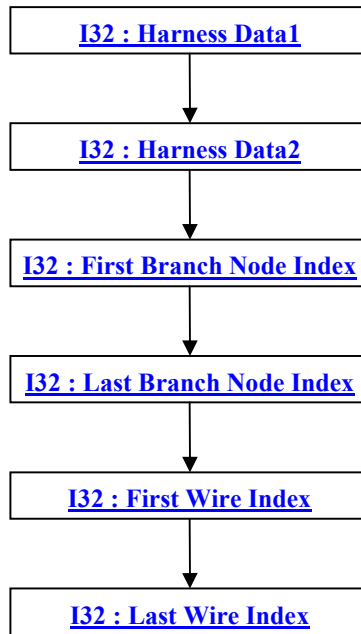 I32 : Harness Data1
I32 : Harness Data2
I32 : First Branch Node Index
I32 : Last Branch Node Index
I32 : First Wire Index
I32 : Last Wire Index